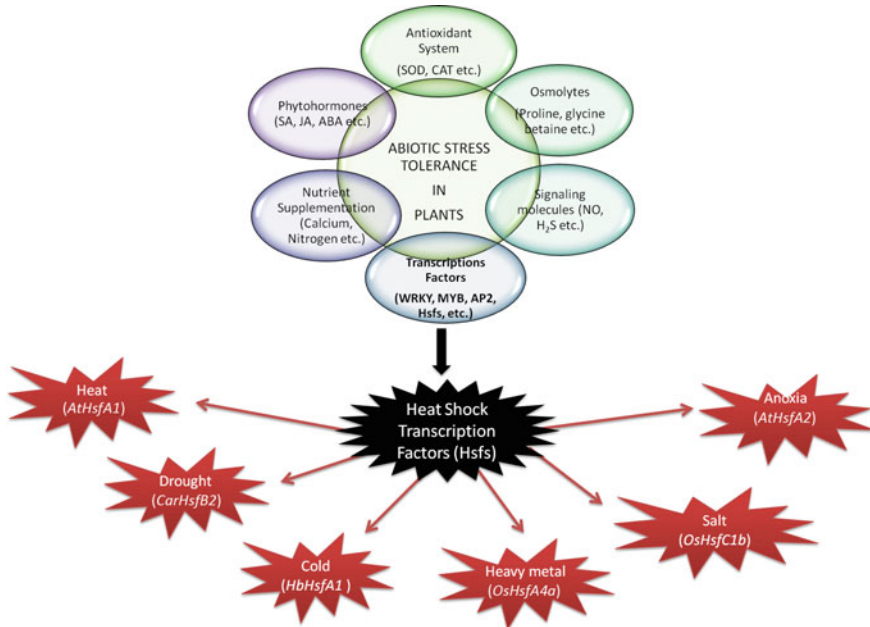 Antioxidant
System
(SOD, CAT etc.)
Phytohormones
(SA, JA, ABA etc.)
Osmolytes
(Proline, glycine
betaine etc.)
ABIOTIC STRESS
TOLERANCE
IN
PLANTS
Nutrient
Supplementation
(Calcium,
Nitrogen etc.)
Signaling
molecules (NO,
H₂S etc.)
Transcriptions
Factors
(WRKY, MYB, AP2,
Hsfs, etc.)
Heat Shock
Transcription
Factors (Hsfs)
Heat
(AtHsfA1)
Drought
(CarHsfB2)
Cold
(HbHsfA1 )
Heavy metal
(OsHsfA4a)
Salt
(OsHsfC1b)
Anoxia
(AtHsfA2)